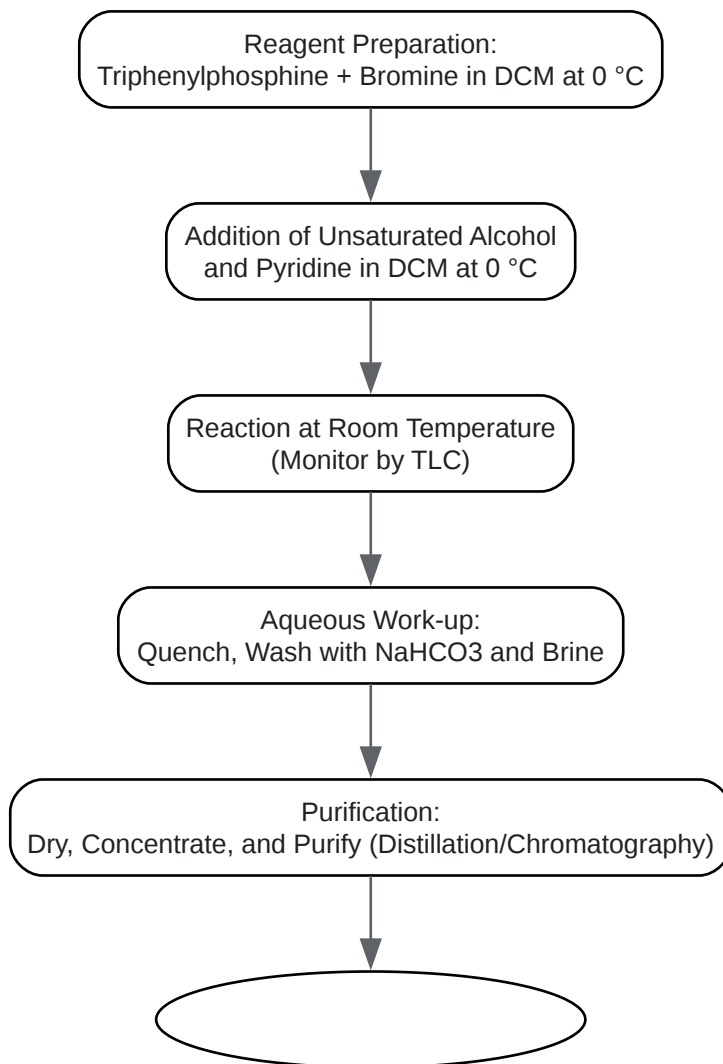 Reagent Preparation:
Triphenylphosphine + Bromine in DCM at 0 °C
Addition of Unsaturated Alcohol
and Pyridine in DCM at 0 °C
Reaction at Room Temperature
(Monitor by TLC)
Aqueous Work-up:
Quench, Wash with NaHCO3 and Brine
Purification:
Dry, Concentrate, and Purify (Distillation/Chromatography)